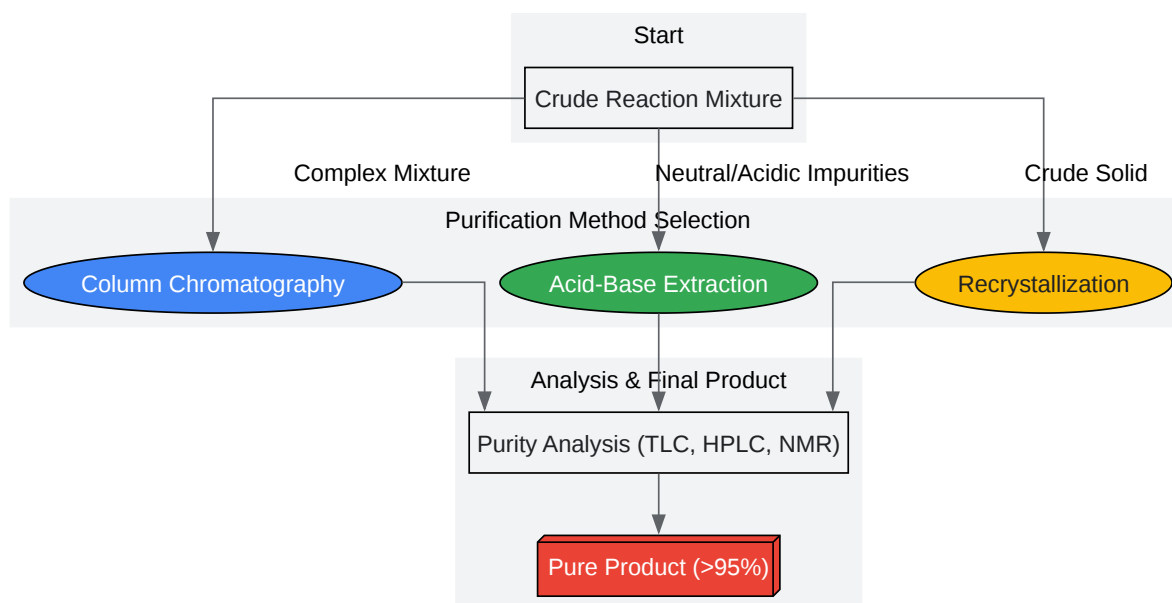 Start
Crude Reaction Mixture
Complex Mixture
Neutral/Acidic Impurities
Crude Solid
Purification Method Selection
Column Chromatography
Acid-Base Extraction
Recrystallization
Analysis & Final Product
Purity Analysis (TLC, HPLC, NMR)
Pure Product (>95%)